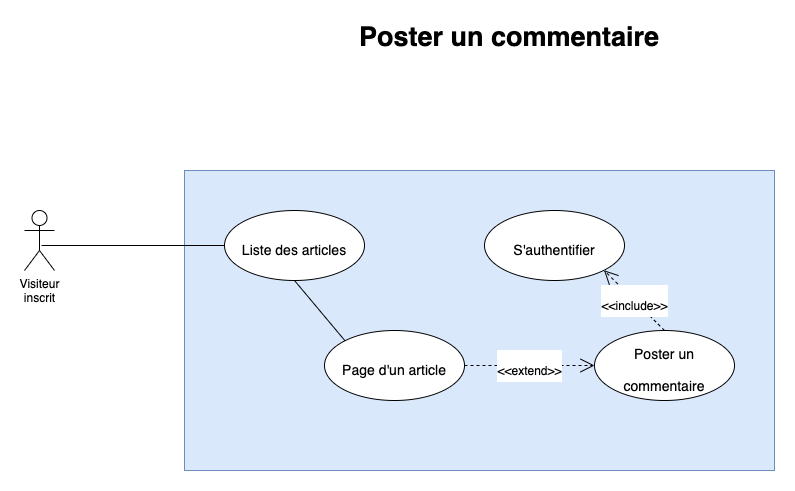 Poster un commentaire
Liste des articles
S'authentifier
Visiteur
inscrit
<<include>>
Page d'un article
<<extend>>
Poster un
commentaire